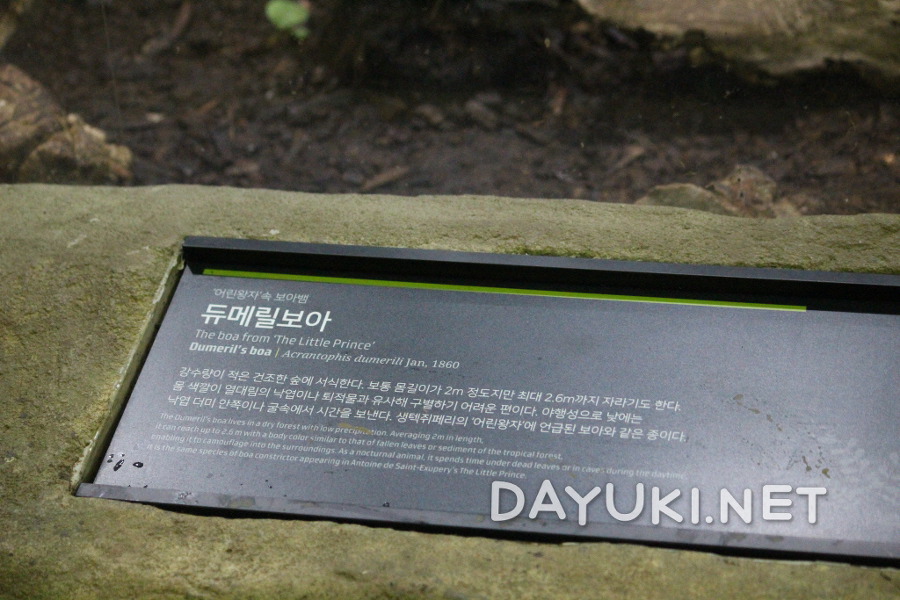 '어린왕자'속 보아뱀
듀메릴보아
The boa from 'The Little Prince'
Dumeril's boa | Acrantophis dumerili Jan, 1860
강수량이 적은 건조한 숲에 서식한다. 보통 몸길이가 2m 정도지만 최대 2.6m까지 자라기도 한다.
몸 색깔이 열대림의 낙엽이나 퇴적물과 유사해 구별하기 어려운 편이다. 야행성으로 낮에는
낙엽 더미 안쪽이나 굴속에서 시간을 보낸다. 생텍쥐페리의 '어린왕자'에 언급된 보아와 같은 종이다.
The Dumeril's boa lives in a dry forest with low precipitation. Averaging 2m in length,
it can reach up to 2.6 m with a body color similar to that of fallen leaves or sediment of the tropical forest,
enabling it to camouflage into the surroundings. As a nocturnal animal, it spends time under dead leaves or in caves during the daytime.
It is the same species of boa constrictor appearing in Antoine de Saint-Exupery's The Little Prince.
DAYUKI.NET